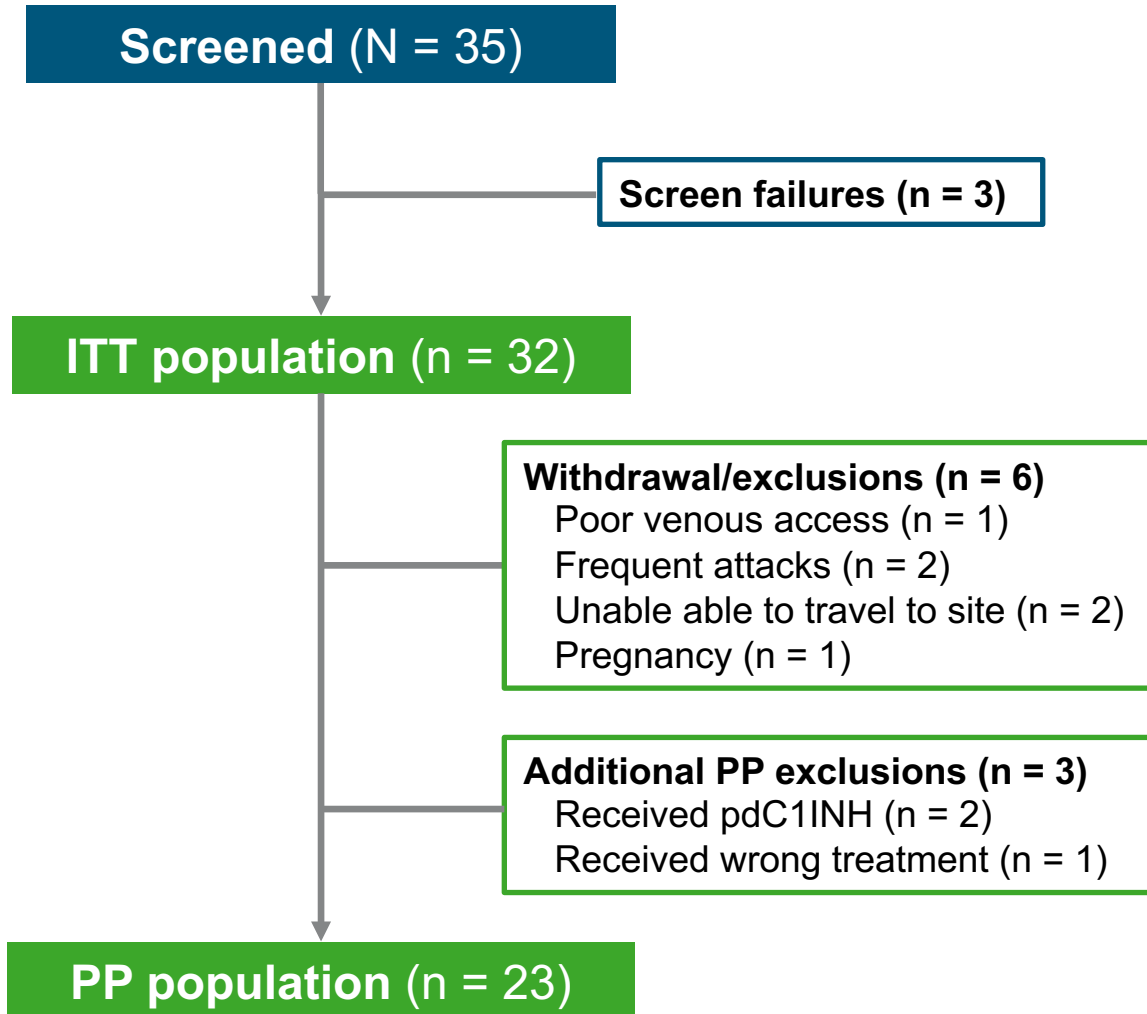 Screened (N = 35)
Screen failures (n = 3)
ITT population (n = 32)
Withdrawal/exclusions (n = 6)
Poor venous access (n = 1)
Frequent attacks (n = 2)
Unable able to travel to site (n = 2)
Pregnancy (n = 1)
Additional PP exclusions (n = 3)
Received pdC1INH (n = 2)
Received wrong treatment (n = 1)
PP population (n = 23)